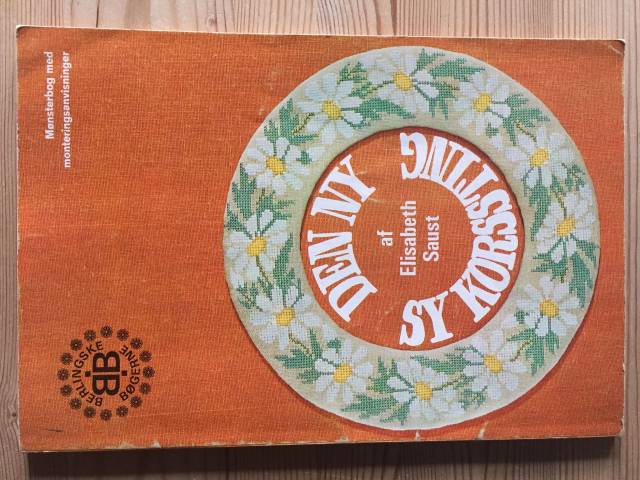 BERLINGSKE
BB
BØGERNE
Mønsterbog med
monteringsanvisninger
DEN NY
af
Elisabeth
Saust
SY KORSSTING